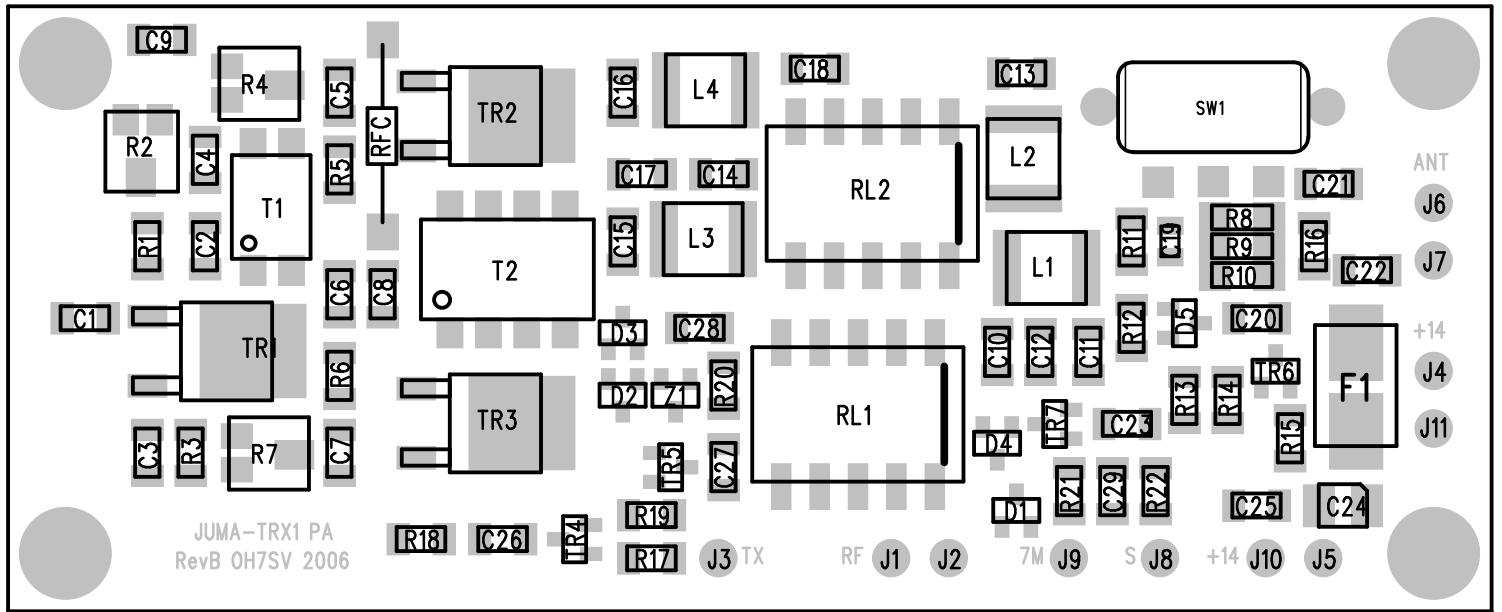 C9
R4
C5
RFC
TR2
C16
L4
C18
C13
SW1
R2
C4
R5
T1
C17
C14
RL2
L2
C21
ANT
J6
R1
C2
C15
L3
R11
C19
R8
R9
R10
R16
J7
C22
C6
C8
T2
L1
C1
TR1
D3
C28
C10
C12
C11
R12
D5
C20
+14
R6
D2
Z1
R20
RL1
R13
R14
TR6
F1
J4
C3
R3
R7
C7
TR3
TR5
C27
D4
TR7
C23
R15
J11
R21
C29
R22
C25
C24
D1
JUMA-TRX1 PA
RevB OH7SV 2006
R18
C26
TR4
R19
R17
J3 TX
RF J1 J2
7M J9
S J8
+14 J10 J5